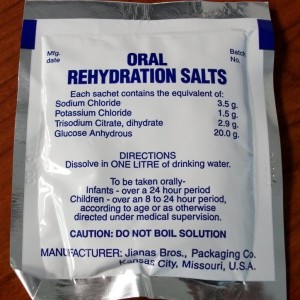 Mfg. date
Batch No.
ORAL
REHYDRATION SALTS
Each sachet contains the equivalent of:
Sodium Chloride 3.5 g.
Potassium Chloride 1.5 g.
Trisodium Citrate, dihydrate 2.9 g.
Glucose Anhydrous 20.0 g.
DIRECTIONS
Dissolve in ONE LITRE of drinking water.
To be taken orally-
Infants - over a 24 hour period
Children - over an 8 to 24 hour period,
according to age or as otherwise
directed under medical supervision.
CAUTION: DO NOT BOIL SOLUTION
MANUFACTURER: Jianas Bros., Packaging Co.
Kansas City, Missouri, U.S.A.